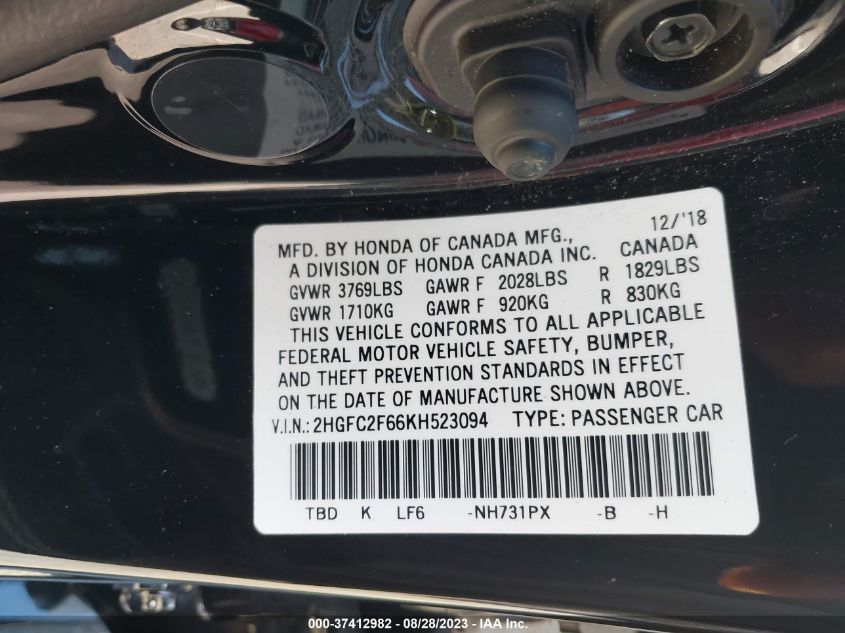 12/'18
MFD. BY HONDA OF CANADA MFG.,
A DIVISION OF HONDA CANADA INC. CANADA
GVWR 3769LBS GAWR F 2028LBS R 1829LBS
GVWR 1710KG GAWR F 920KG R 830KG
THIS VEHICLE CONFORMS TO ALL APPLICABLE
FEDERAL MOTOR VEHICLE SAFETY, BUMPER,
AND THEFT PREVENTION STANDARDS IN EFFECT
ON THE DATE OF MANUFACTURE SHOWN ABOVE.
V.I.N.: 2HGFC2F66KH523094 TYPE: PASSENGER CAR
TBD K LF6 -NH731PX -B -H
000-37412982 - 08/28/2023 - IAA Inc.